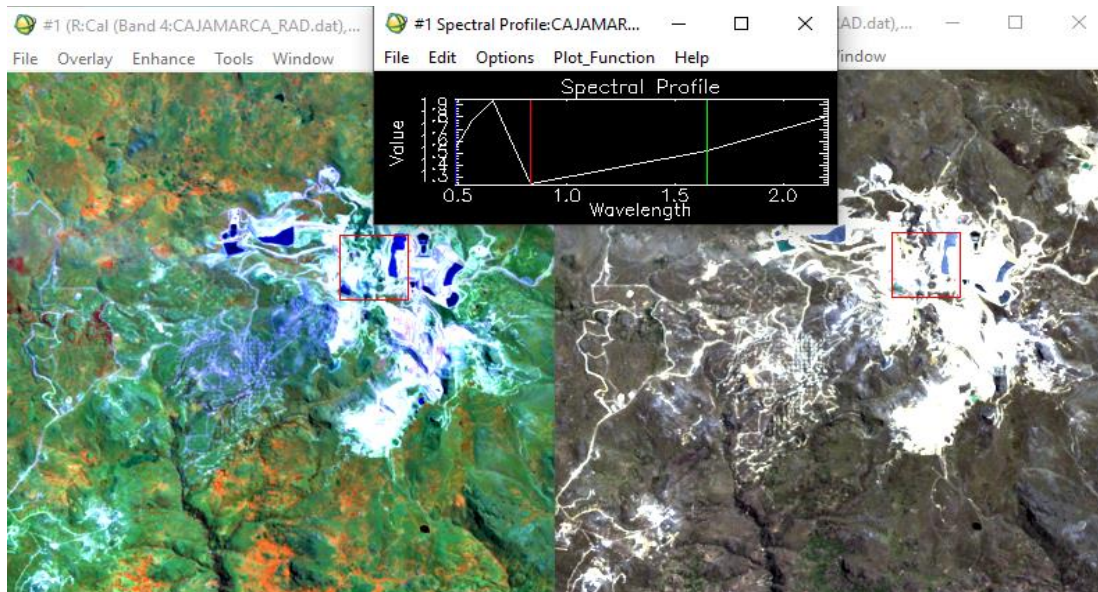 #1 (R:Cal (Band 4:CAJAMARCA_RAD.dat),...
File Overlay Enhance Tools Window
#1 Spectral Profile:CAJAMAR...
File Edit Options Plot_Function Help
RAD.dat),...
Window
Spectral Profile
Value
0.5 1.0 1.5 2.0
Wavelength